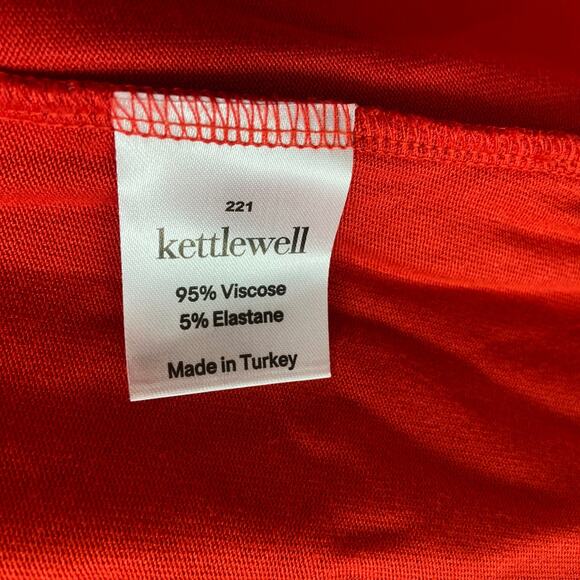 221
kettlewell
95% Viscose
5% Elastane
Made in Turkey